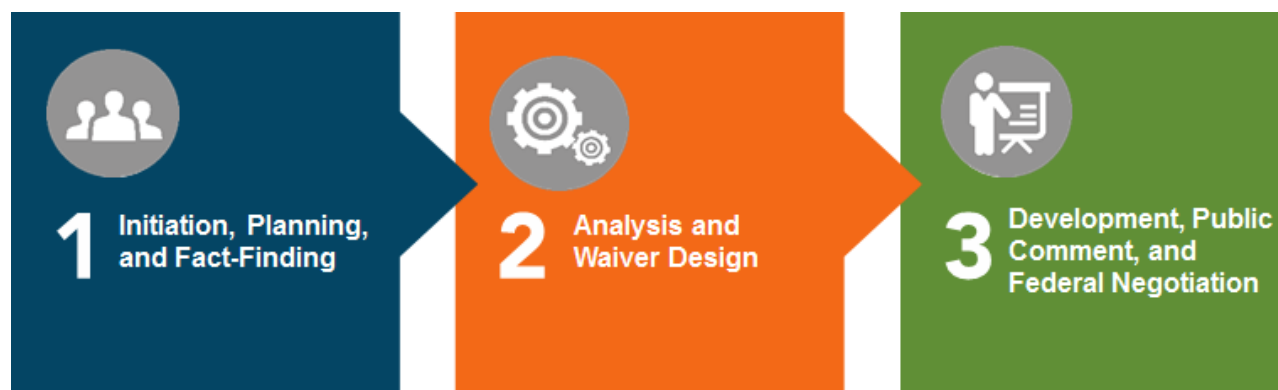 1
Initiation, Planning,
and Fact-Finding
2
Analysis and
Waiver Design
3
Development, Public
Comment, and
Federal Negotiation